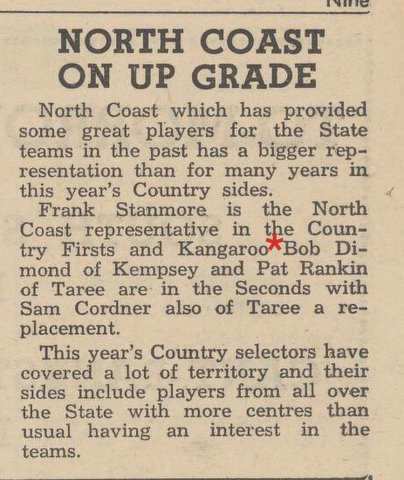 Nine
NORTH COAST
ON UP GRADE
North Coast which has provided
some great players for the State
teams in the past has a bigger rep-
resentation than for many years in
this year's Country sides.
Frank Stanmore is the North
Coast representative in the Coun-
try Firsts and Kangaroo* Bob Di-
mond of Kempsey and Pat Rankin
of Taree are in the Seconds with
Sam Cordner also of Taree a re-
placement.
This year's Country selectors have
covered a lot of territory and their
sides include players from all over
the State with more centres than
usual having an interest in the
teams.